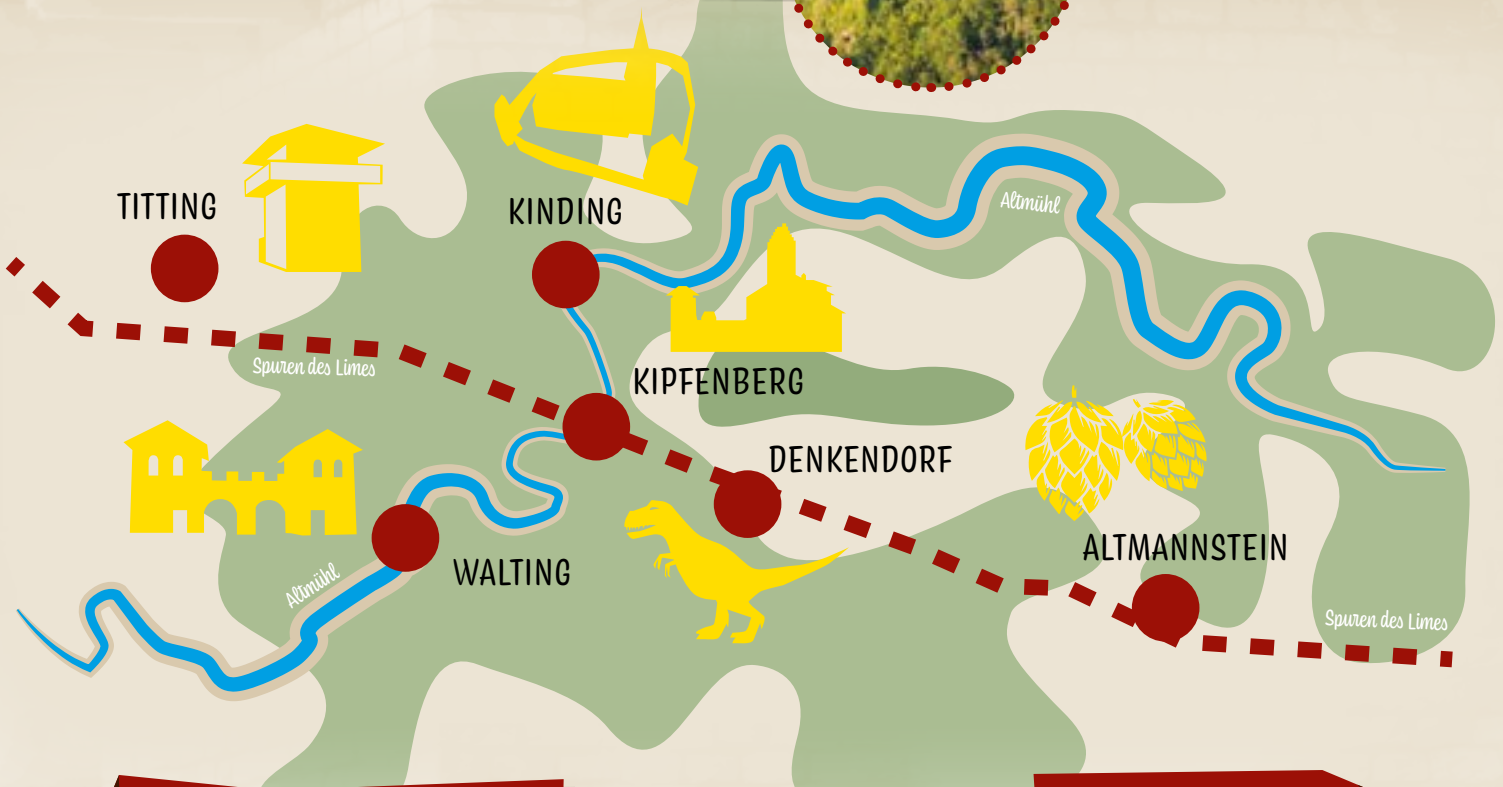 TITTING
KINDING
Altmühl
Spuren des Limes
KIPFENBERG
DENKENDORF
ALTMANNSTEIN
WALTING
Altmühl
Spuren des Limes